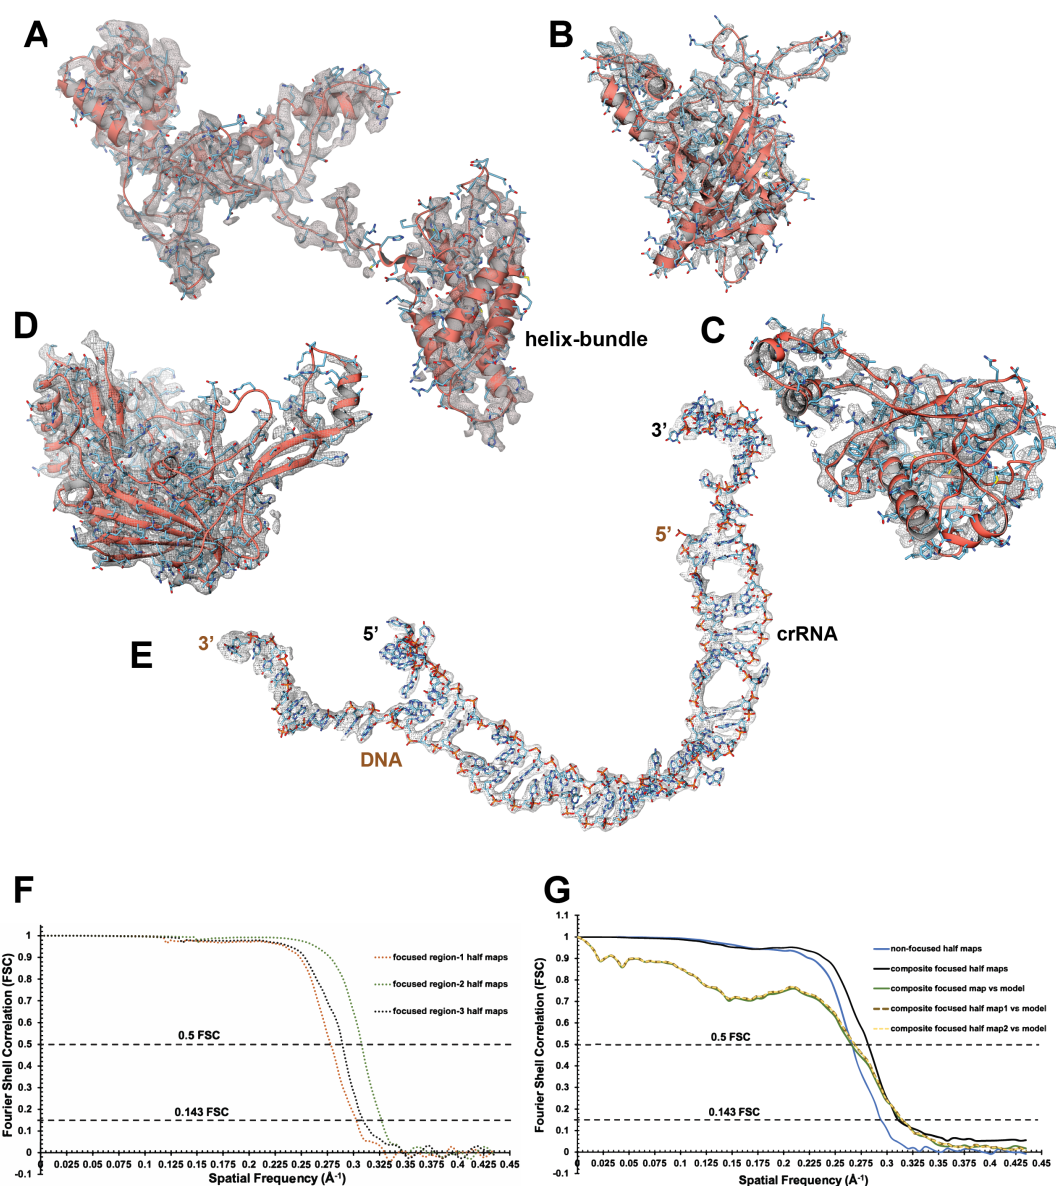 A
B
helix-bundle
D
C
3’
5’
crRNA
3’
5’
E
DNA
F
G
Fourier Shell Correlation (FSC)
1
0.9
0.8
0.7
0.6
0.5
0.4
0.3
0.2
0.1
0
-0.1
focused region-1 half maps
focused region-2 half maps
focused region-3 half maps
0.5 FSC
0.143 FSC
0 0.025 0.05 0.075 0.1 0.125 0.15 0.175 0.2 0.225 0.25 0.275 0.3 0.325 0.35 0.375 0.4 0.425 0.45
Spatial Frequency (Å-1)
Fourier Shell Correlation (FSC)
1.1
1
0.9
0.8
0.7
0.6
0.5
0.4
0.3
0.2
0.1
0
-0.1
non-focused half maps
composite focused half maps
composite focused map vs model
composite focused half map1 vs model
composite focused half map2 vs model
0.5 FSC
0.143 FSC
0 0.025 0.05 0.075 0.1 0.125 0.15 0.175 0.2 0.225 0.25 0.275 0.3 0.325 0.35 0.375 0.4 0.425 0.45
Spatial Frequency (Å-1)